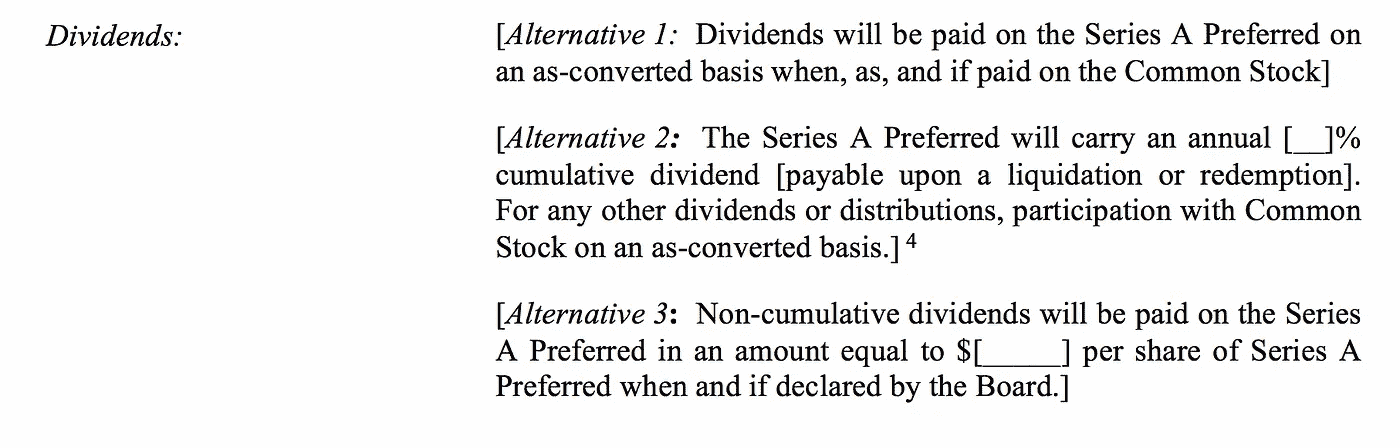 Dividends:
[Alternative 1: Dividends will be paid on the Series A Preferred on
an as-converted basis when, as, and if paid on the Common Stock]
[Alternative 2: The Series A Preferred will carry an annual [__]%
cumulative dividend [payable upon a liquidation or redemption].
For any other dividends or distributions, participation with Common
Stock on an as-converted basis.] 4
[Alternative 3: Non-cumulative dividends will be paid on the Series
A Preferred in an amount equal to $[_____] per share of Series A
Preferred when and if declared by the Board.]